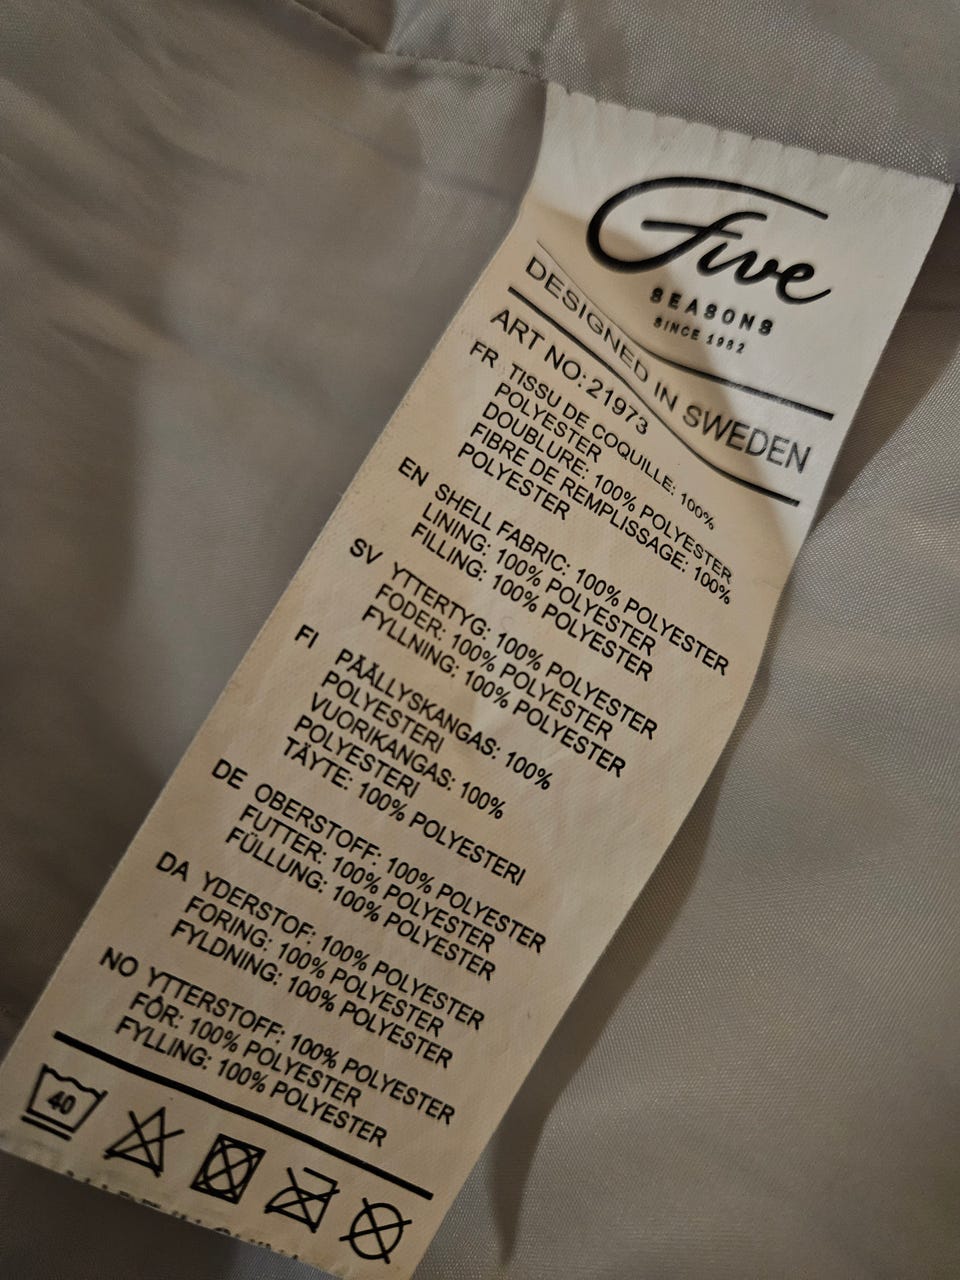 Five
SEASONS
SINCE 1982
DESIGNED IN SWEDEN
ART NO: 21973
FR TISSU DE COQUILLE: 100%
POLYESTER
DOUBLURE: 100% POLYESTER
FIBRE DE REMPLISSAGE: 100%
POLYESTER
EN SHELL FABRIC: 100% POLYESTER
LINING: 100% POLYESTER
FILLING: 100% POLYESTER
SV YTTERTYG: 100% POLYESTER
FODER: 100% POLYESTER
FYLLNING: 100% POLYESTER
FI PÄÄLLYSKANGAS: 100%
POLYESTERI
VUORIKANGAS: 100%
POLYESTERI
TÄYTE: 100% POLYESTERI
DE OBERSTOFF: 100% POLYESTER
FUTTER: 100% POLYESTER
FÜLLUNG: 100% POLYESTER
DA YDERSTOF: 100% POLYESTER
FORING: 100% POLYESTER
FYLDNING: 100% POLYESTER
NO YTTERSTOFF: 100% POLYESTER
FÔR: 100% POLYESTER
FYLLING: 100% POLYESTER
40